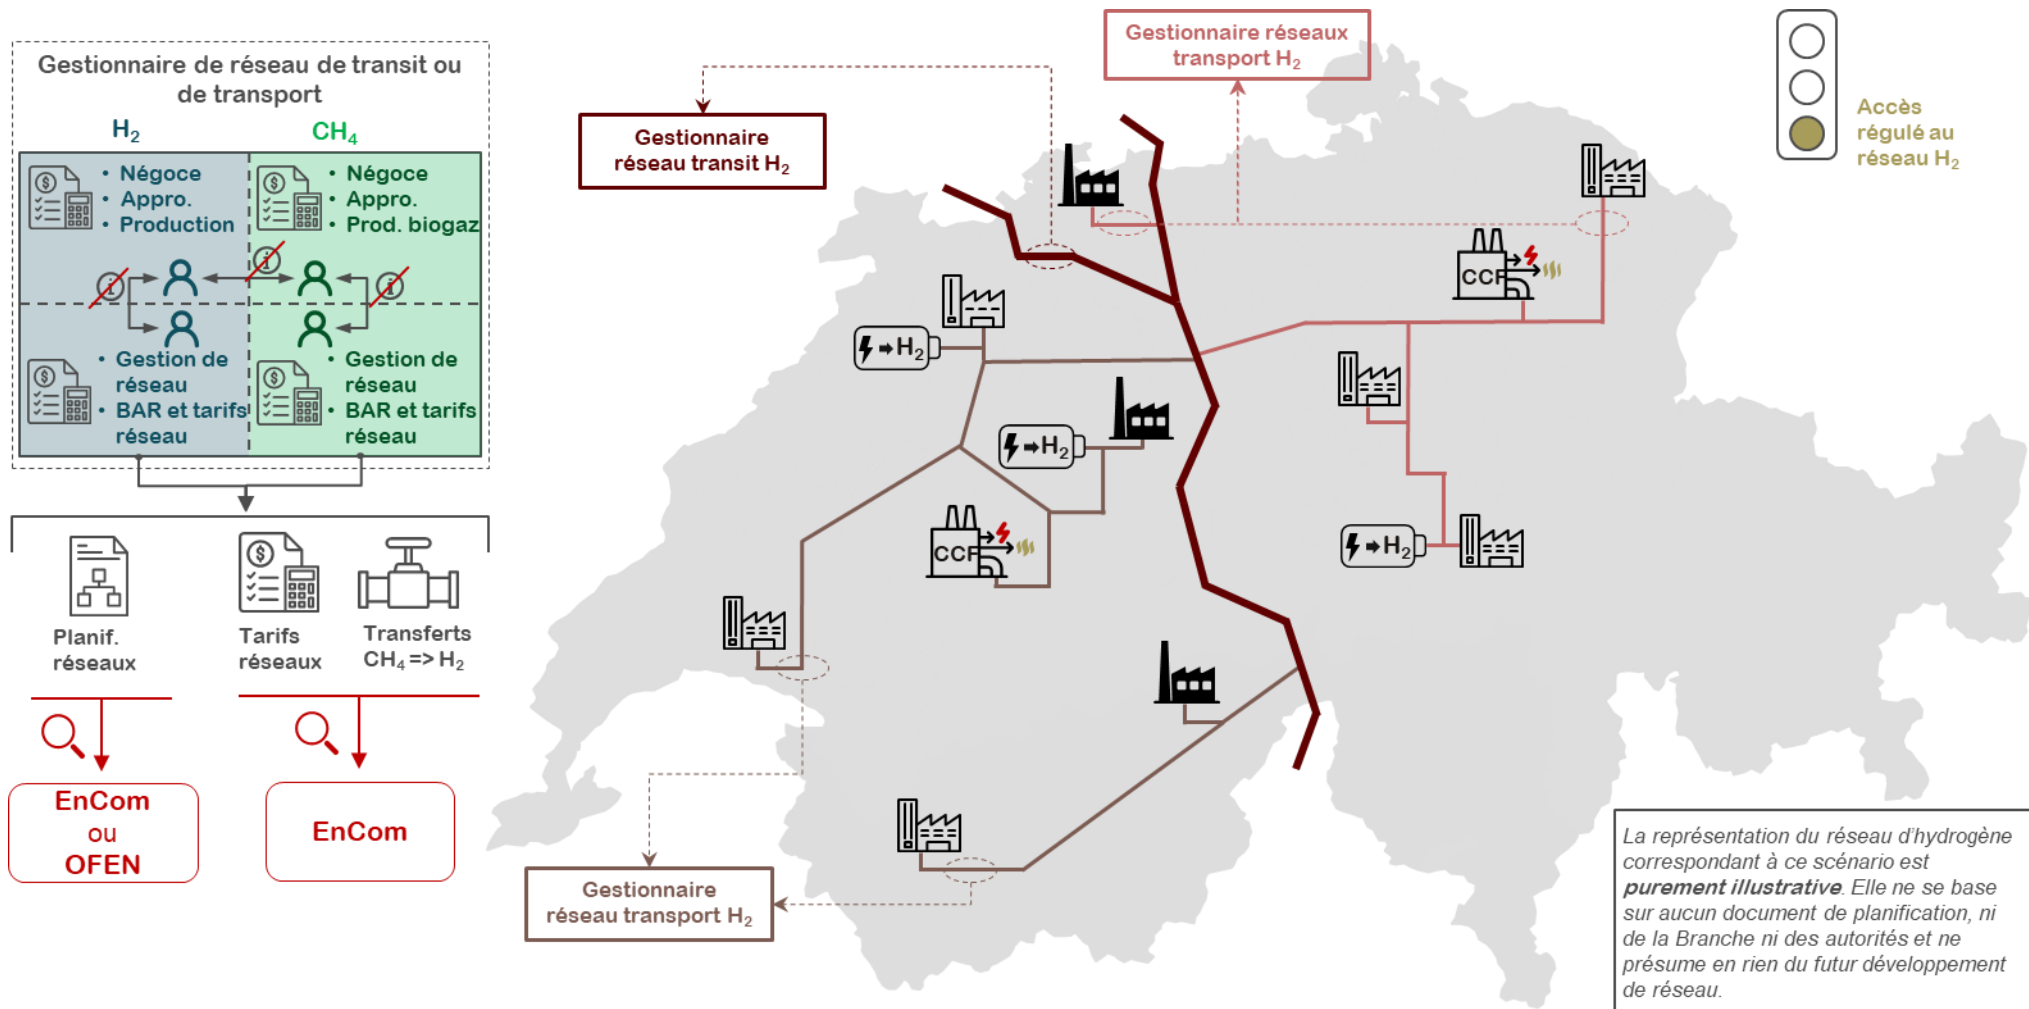 Gestionnaire de réseau de transit ou
de transport
H₂
CH₄
• Négoce
• Appro.
• Production
• Négoce
• Appro.
• Prod. biogaz
• Gestion de
réseau
• BAR et tarifs
réseau
• Gestion de
réseau
• BAR et tarifs
réseau
Planif.
réseaux
Tarifs
réseaux
Transferts
CH₄ => H₂
EnCom
ou
OFEN
EnCom
Gestionnaire
réseau transit H₂
Gestionnaire réseaux
transport H₂
Accès
régulé au
réseau H₂
CCF
H₂
H₂
CCF
H₂
Gestionnaire
réseau transport H₂
La représentation du réseau d'hydrogène
correspondant à ce scénario est
purement illustrative. Elle ne se base
sur aucun document de planification, ni
de la Branche ni des autorités et ne
présume en rien du futur développement
de réseau.